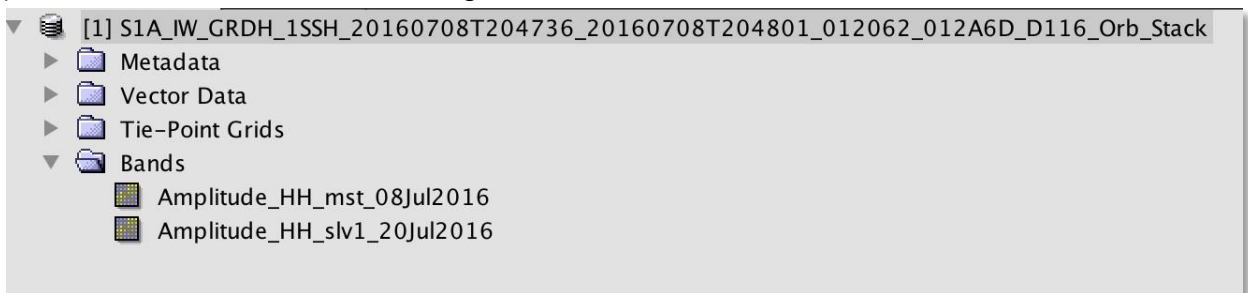 [1] S1A_IW_GRDH_1SSH_20160708T204736_20160708T204801_012062_012A6D_D116_Orb_Stack
Metadata
Vector Data
Tie-Point Grids
Bands
Amplitude_HH_mst_08Jul2016
Amplitude_HH_slv1_20Jul2016